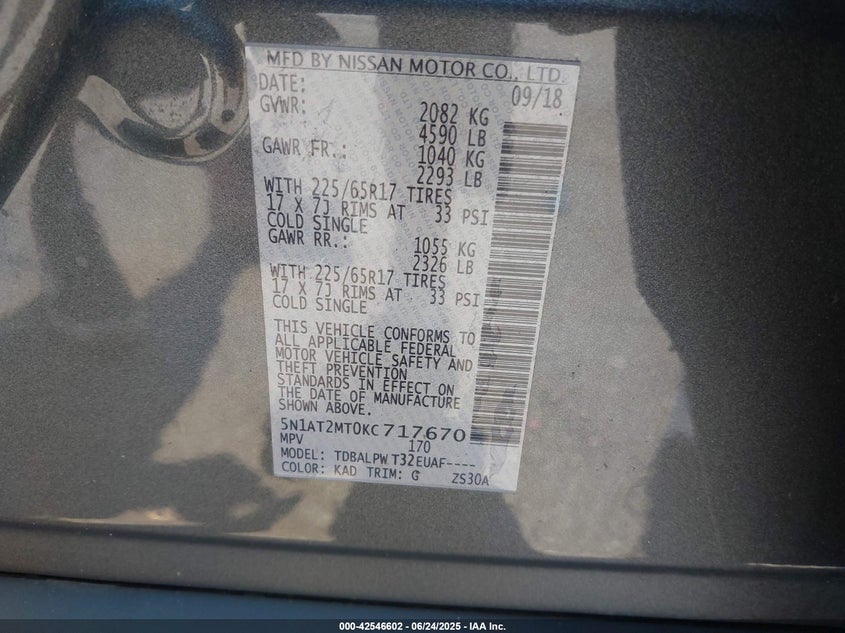 MFD BY NISSAN MOTOR CO., LTD.
DATE: 09/18
GVWR: 2082 KG
4590 LB
GAWR FR.: 1040 KG
2293 LB
WITH 225/65R17 TIRES
17 X 7J RIMS AT 33 PSI
COLD SINGLE
GAWR RR.: 1055 KG
2326 LB
WITH 225/65R17 TIRES
17 X 7J RIMS AT 33 PSI
COLD SINGLE
THIS VEHICLE CONFORMS TO
ALL APPLICABLE FEDERAL
MOTOR VEHICLE SAFETY AND
THEFT PREVENTION
STANDARDS IN EFFECT ON
THE DATE OF MANUFACTURE
SHOWN ABOVE.
5N1AT2MT0KC717670
MPV 170
MODEL: TDBALPW T32EUAF----
COLOR: KAD TRIM: G ZS30A
000-42546602 - 06/24/2025 - IAA Inc.